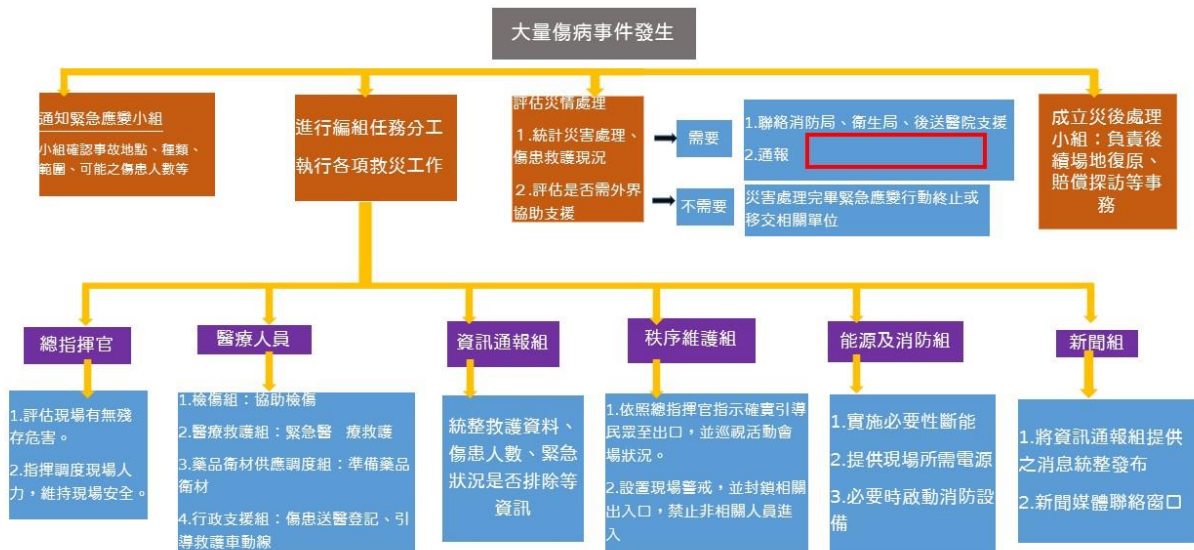 大量傷病事件發生
通知緊急應變小組
小組確認事故地點、種類、
範圍、可能之傷患人數等
進行編組任務分工
執行各項救災工作
評估災情處理
1.統計災害處理、
傷患救護現況
2.評估是否需外界
協助支援
需要
不需要
1.聯絡消防局、衛生局、後送醫院支援
2.通報
災害處理完畢緊急應變行動終止或
移交相關單位
成立災後處理
小組：負責後
續場地復原、
賠償探訪等事
務
總指揮官
醫療人員
資訊通報組
秩序維護組
能源及消防組
新聞組
1.評估現場有無殘
存危害。
2.指揮調度現場人
力，維持現場安全。
1.檢傷組：協助檢傷
2.醫療救護組：緊急醫 療救護
3.藥品衛材供應調度組：準備藥品
衛材
4.行政支援組：傷患送醫登記、引
導救護車動線
統整救護資料、
傷患人數、緊急
狀況是否排除等
資訊
1.依照總指揮官指示確實引導
民眾至出口，並巡視活動會
場狀況。
2.設置現場警戒，並封鎖相關
出入口，禁止非相關人員進
入
1.實施必要性斷能
2.提供現場所需電源
3.必要時啟動消防設
備
1.將資訊通報組提供
之消息統整發布
2.新聞媒體聯絡窗口